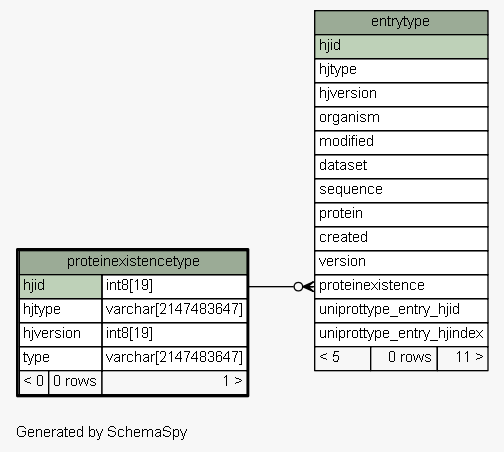 entrytype
hjid
hjtype
hjversion
organism
modified
dataset
sequence
protein
created
version
proteinexistence
uniprottype_entry_hjid
uniprottype_entry_hjindex
< 5 0 rows 11 >
proteinexistencetype
hjid int8[19]
hjtype varchar[2147483647]
hjversion int8[19]
type varchar[2147483647]
< 0 0 rows 1 >
Generated by SchemaSpy